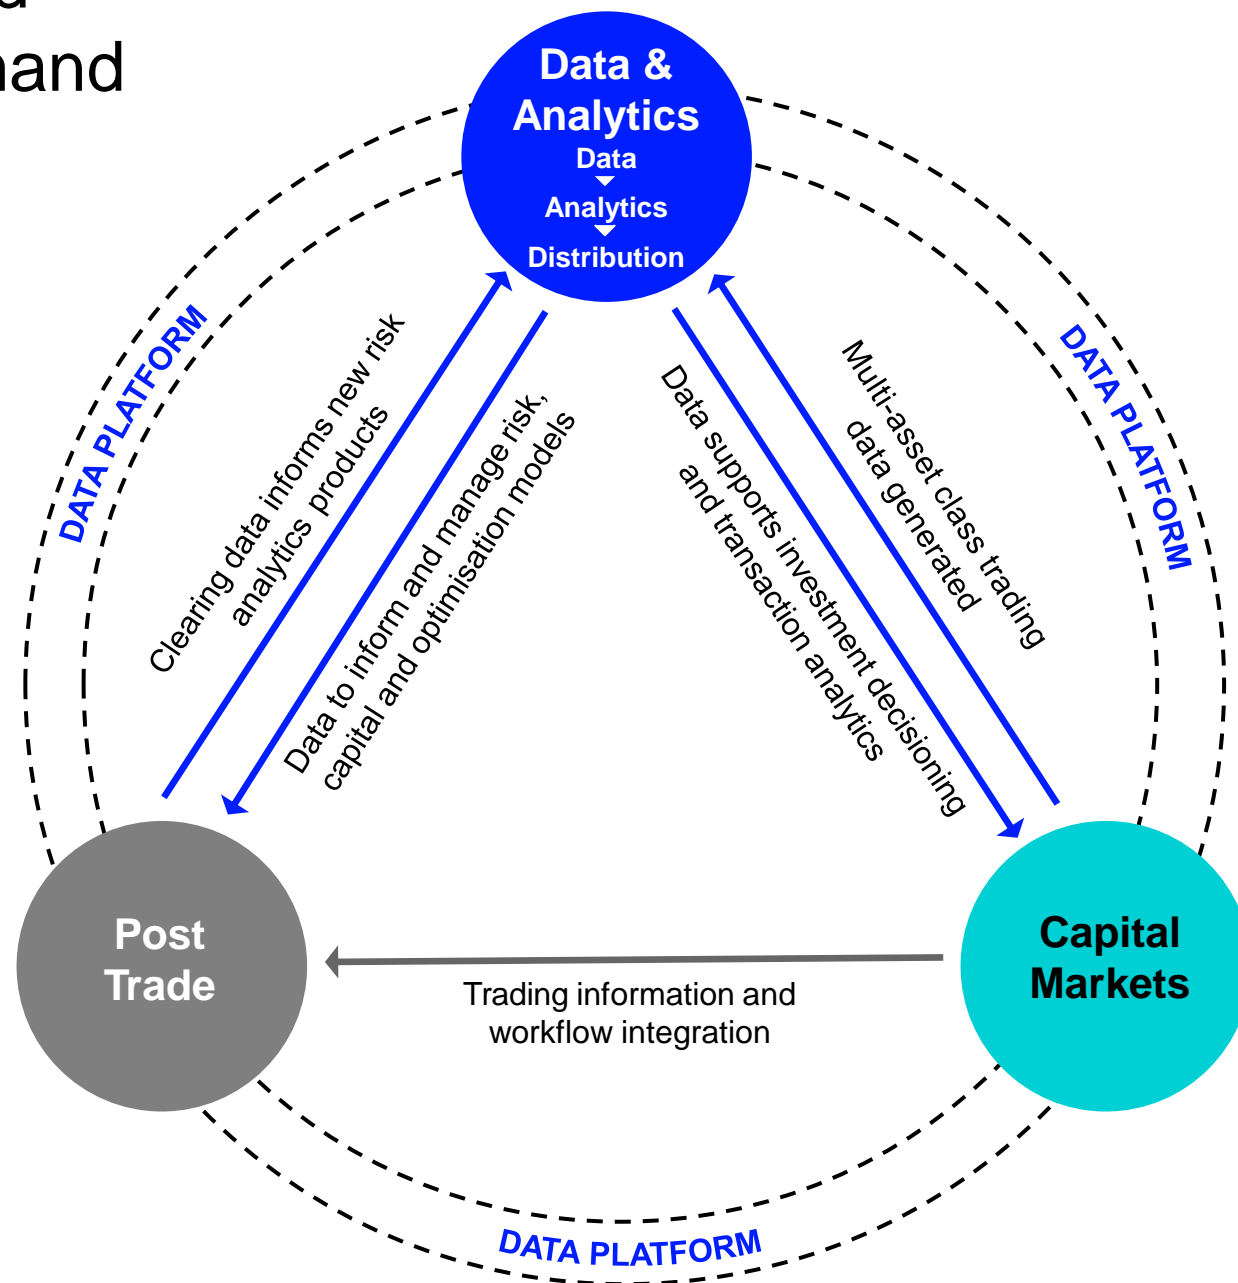 hand
Data &
Analytics
Data
Analytics
Distribution
DATA PLATFORM
Clearing data informs new risk
analytics products
Data to inform and manage risk,
capital and optimisation models
Data supports investment decisioning
and transaction analytics
Multi-asset class trading
data generated
DATA PLATFORM
Post
Trade
Capital
Markets
Trading information and
workflow integration
DATA PLATFORM